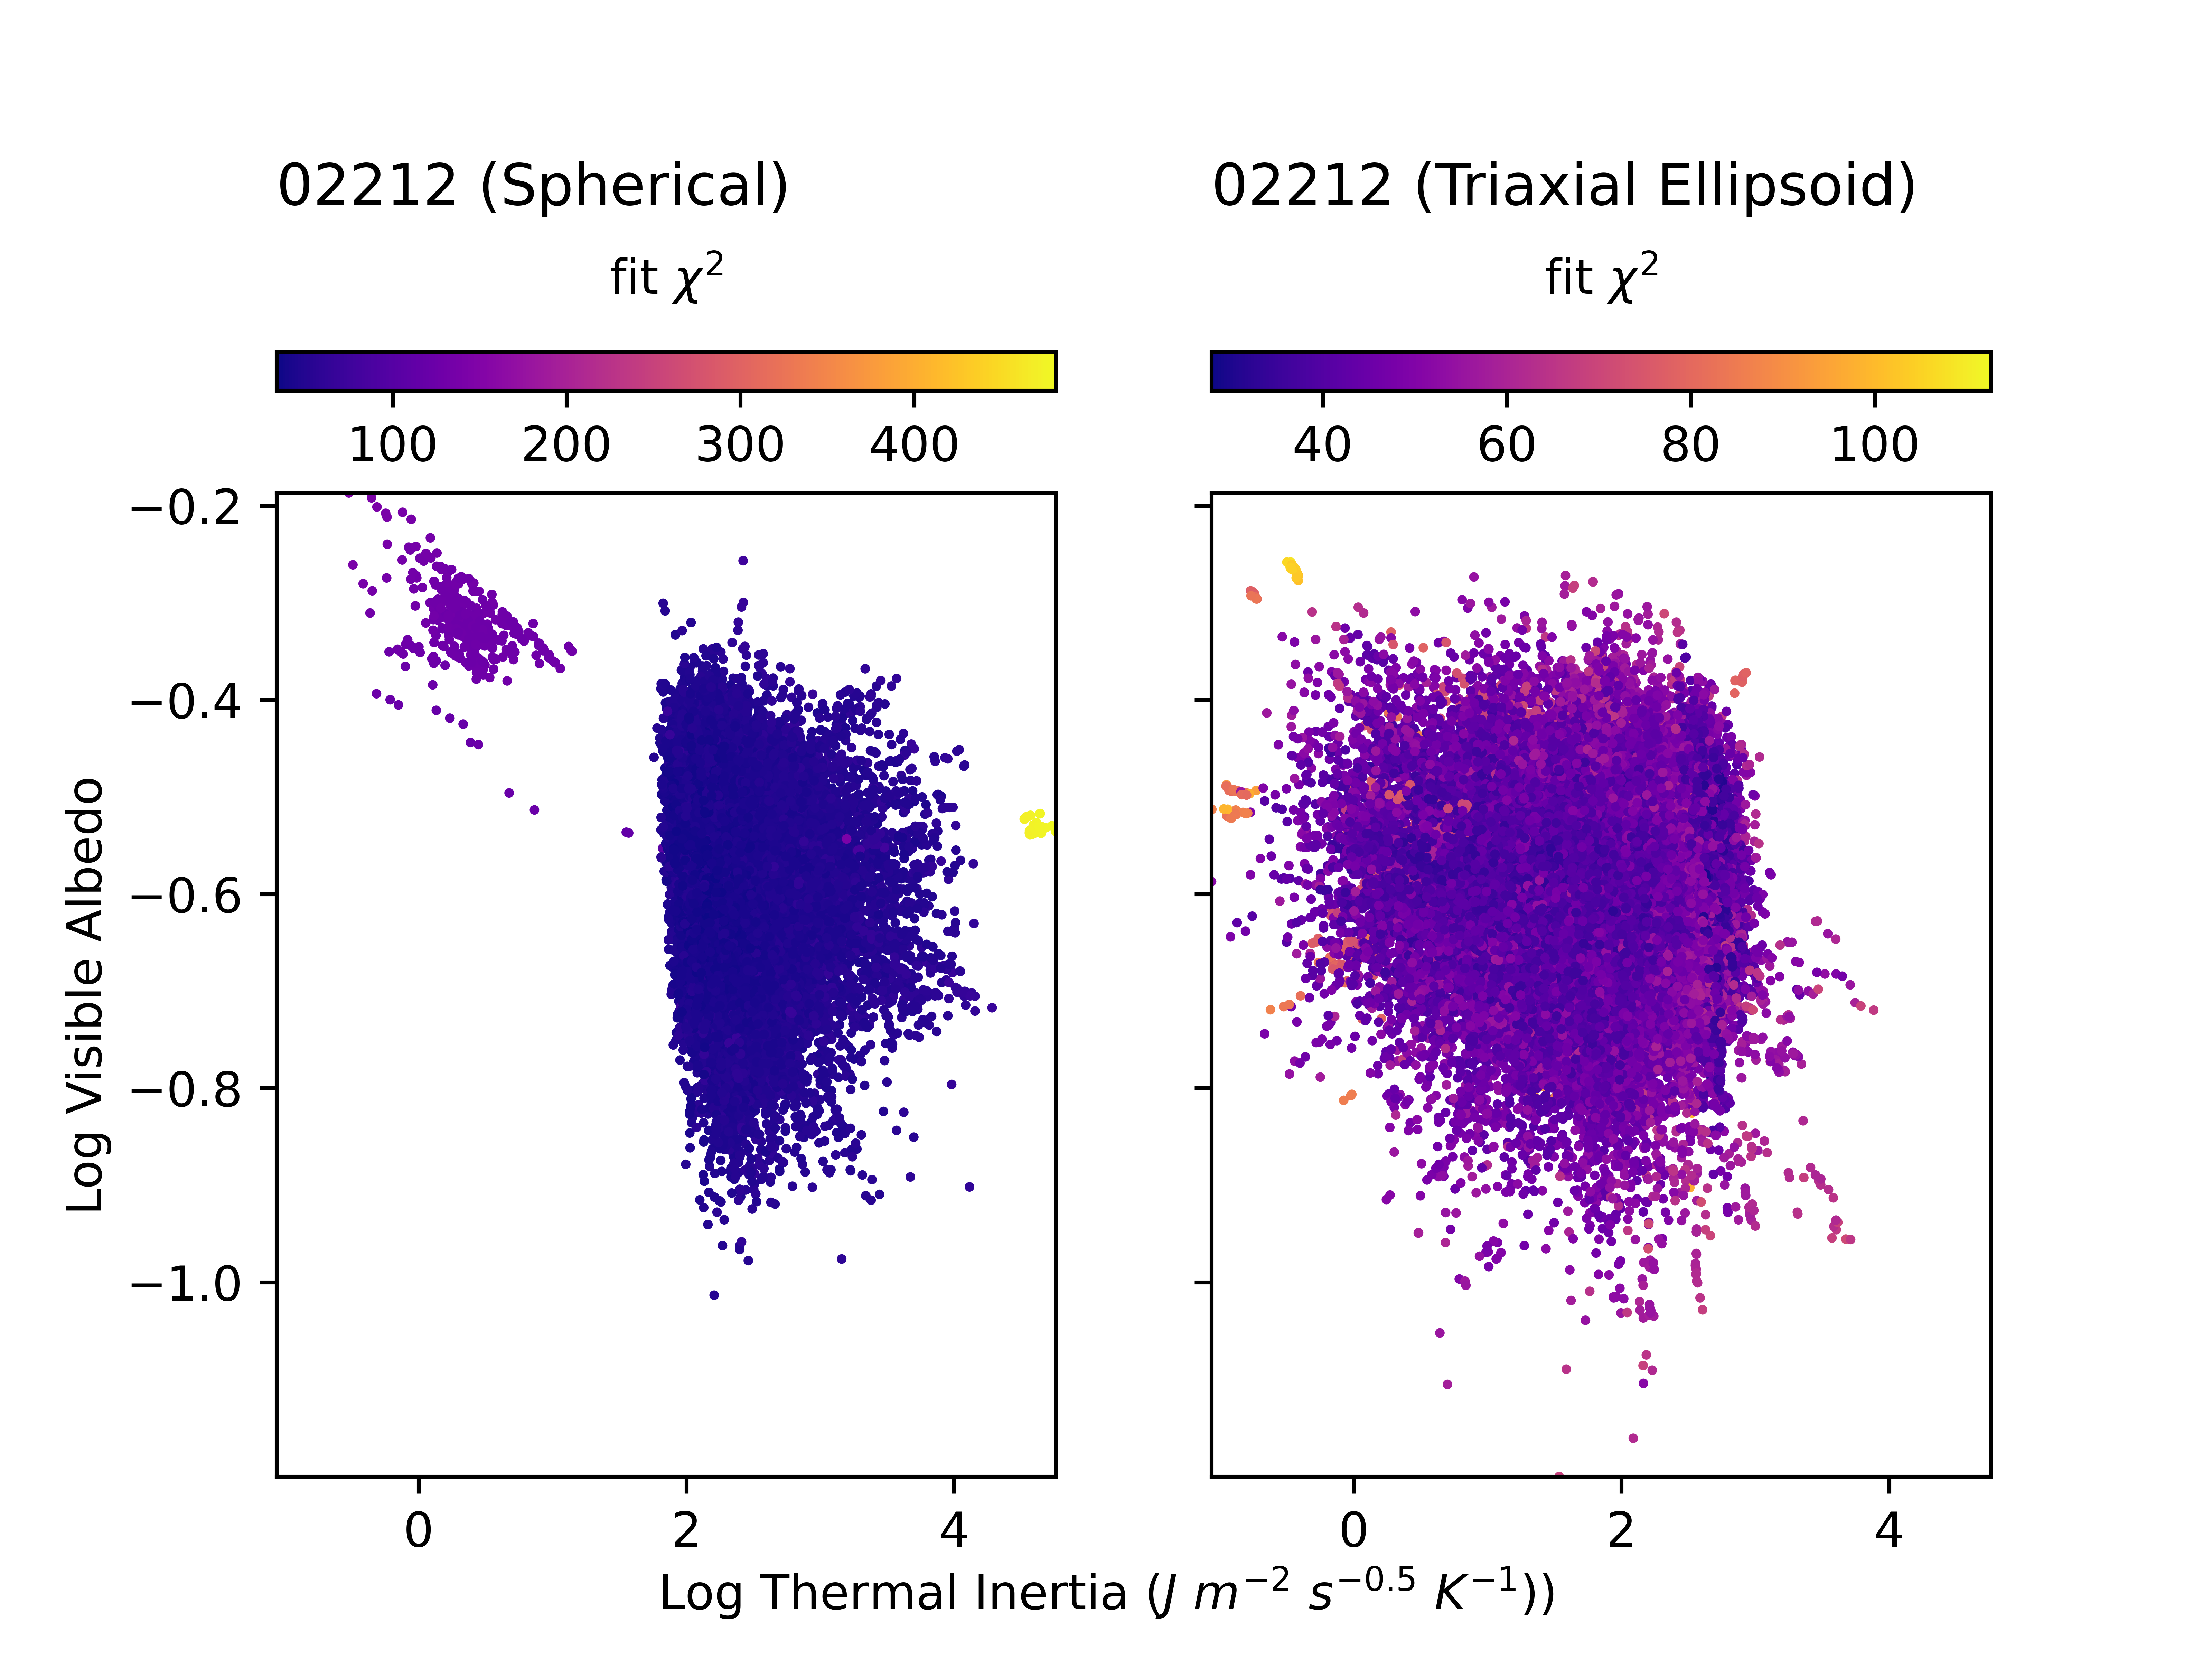 02212 (Spherical)
fit χ²
100 200 300 400
02212 (Triaxial Ellipsoid)
fit χ²
40 60 80 100
Log Visible Albedo
−0.2
−0.4
−0.6
−0.8
−1.0
0 2 4
0 2 4
Log Thermal Inertia (J m⁻² s⁻⁰·⁵ K⁻¹))